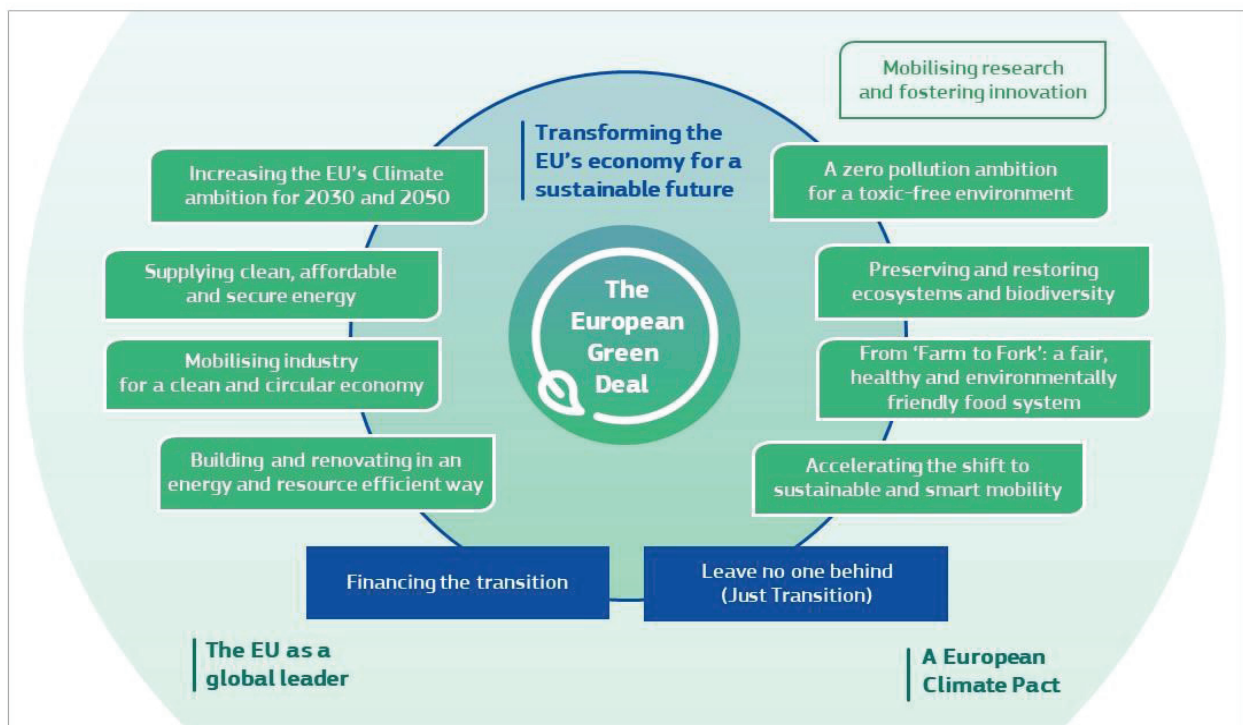 Mobilising research
and fostering innovation
Transforming the
EU's economy for a
sustainable future
Increasing the EU's Climate
ambition for 2030 and 2050
A zero pollution ambition
for a toxic-free environment
Supplying clean, affordable
and secure energy
Preserving and restoring
ecosystems and biodiversity
The
European
Green
Deal
Mobilising industry
for a clean and circular economy
From ‘Farm to Fork’: a fair,
healthy and environmentally
friendly food system
Building and renovating in an
energy and resource efficient way
Accelerating the shift to
sustainable and smart mobility
Financing the transition
Leave no one behind
(Just Transition)
The EU as a
global leader
A European
Climate Pact